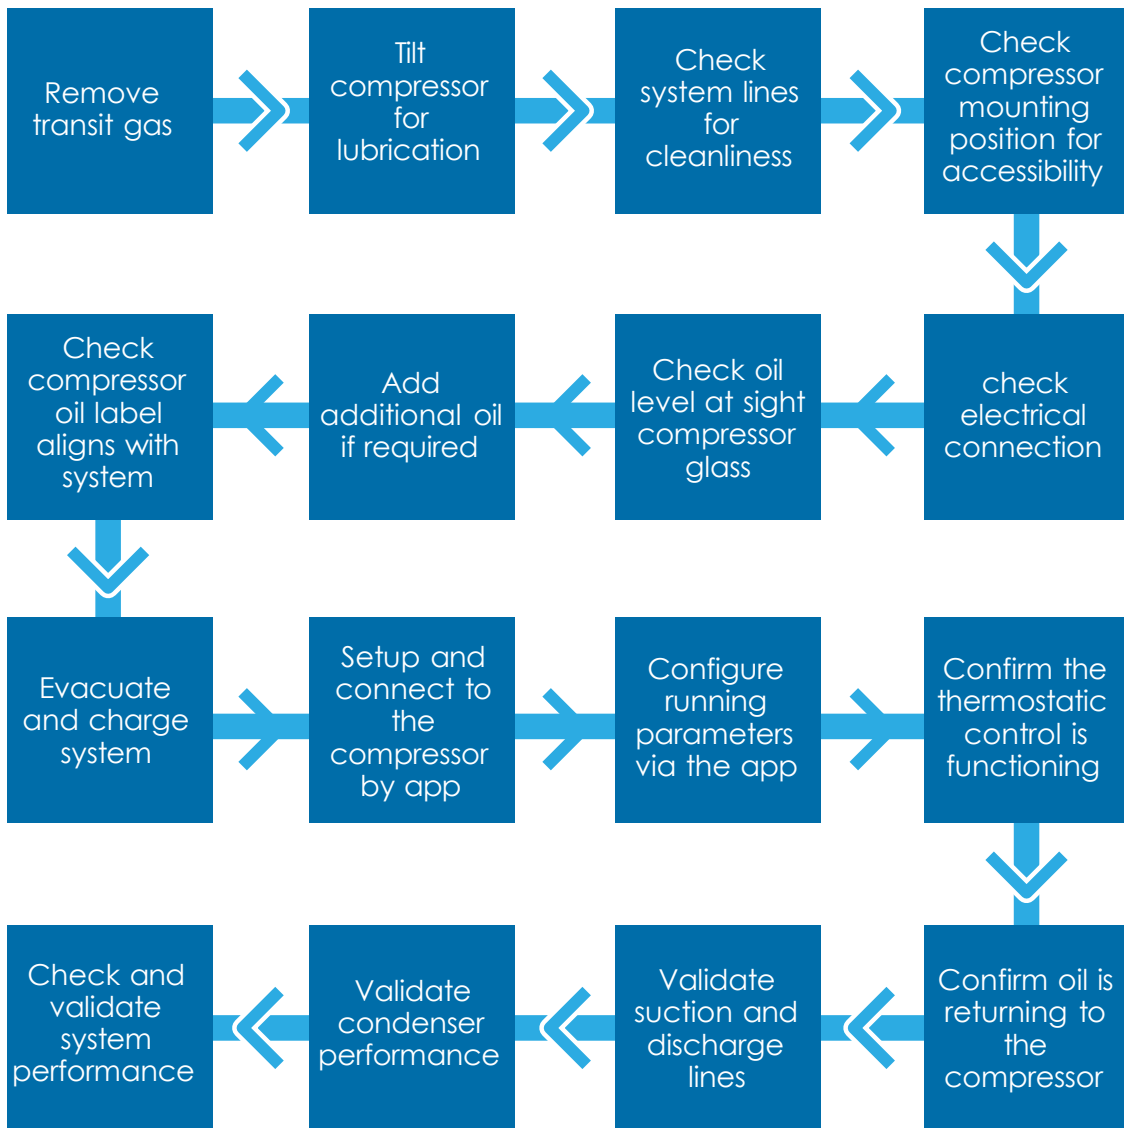 Remove
transit gas
Tilt
compressor
for
lubrication
Check
system lines
for
cleanliness
Check
compressor
mounting
position for
accessibility
check
electrical
connection
Check oil
level at sight
compressor
glass
Add
additional oil
if required
Check
compressor
oil label
aligns with
system
Evacuate
and charge
system
Setup and
connect to
the
compressor
by app
Configure
running
parameters
via the app
Confirm the
thermostatic
control is
functioning
Confirm oil is
returning to
the
compressor
Validate
suction and
discharge
lines
Validate
condenser
performance
Check and
validate
system
performance